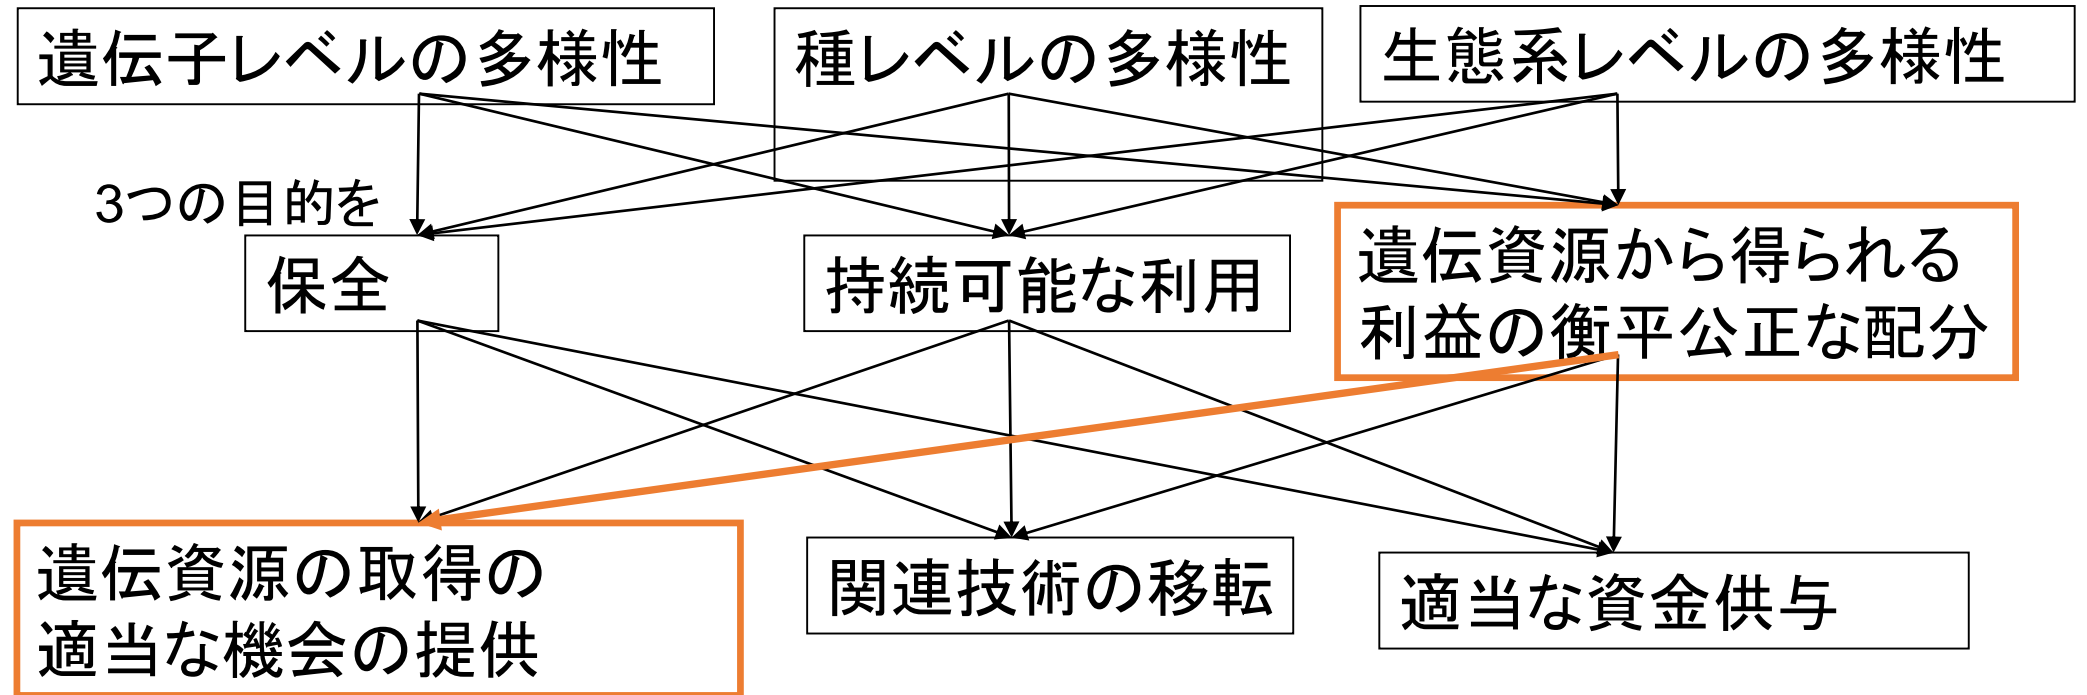 遺伝子レベルの多様性
種レベルの多様性
生態系レベルの多様性
3つの目的を
保全
持続可能な利用
遺伝資源から得られる
利益の衡平公正な配分
遺伝資源の取得の
適当な機会の提供
関連技術の移転
適当な資金供与